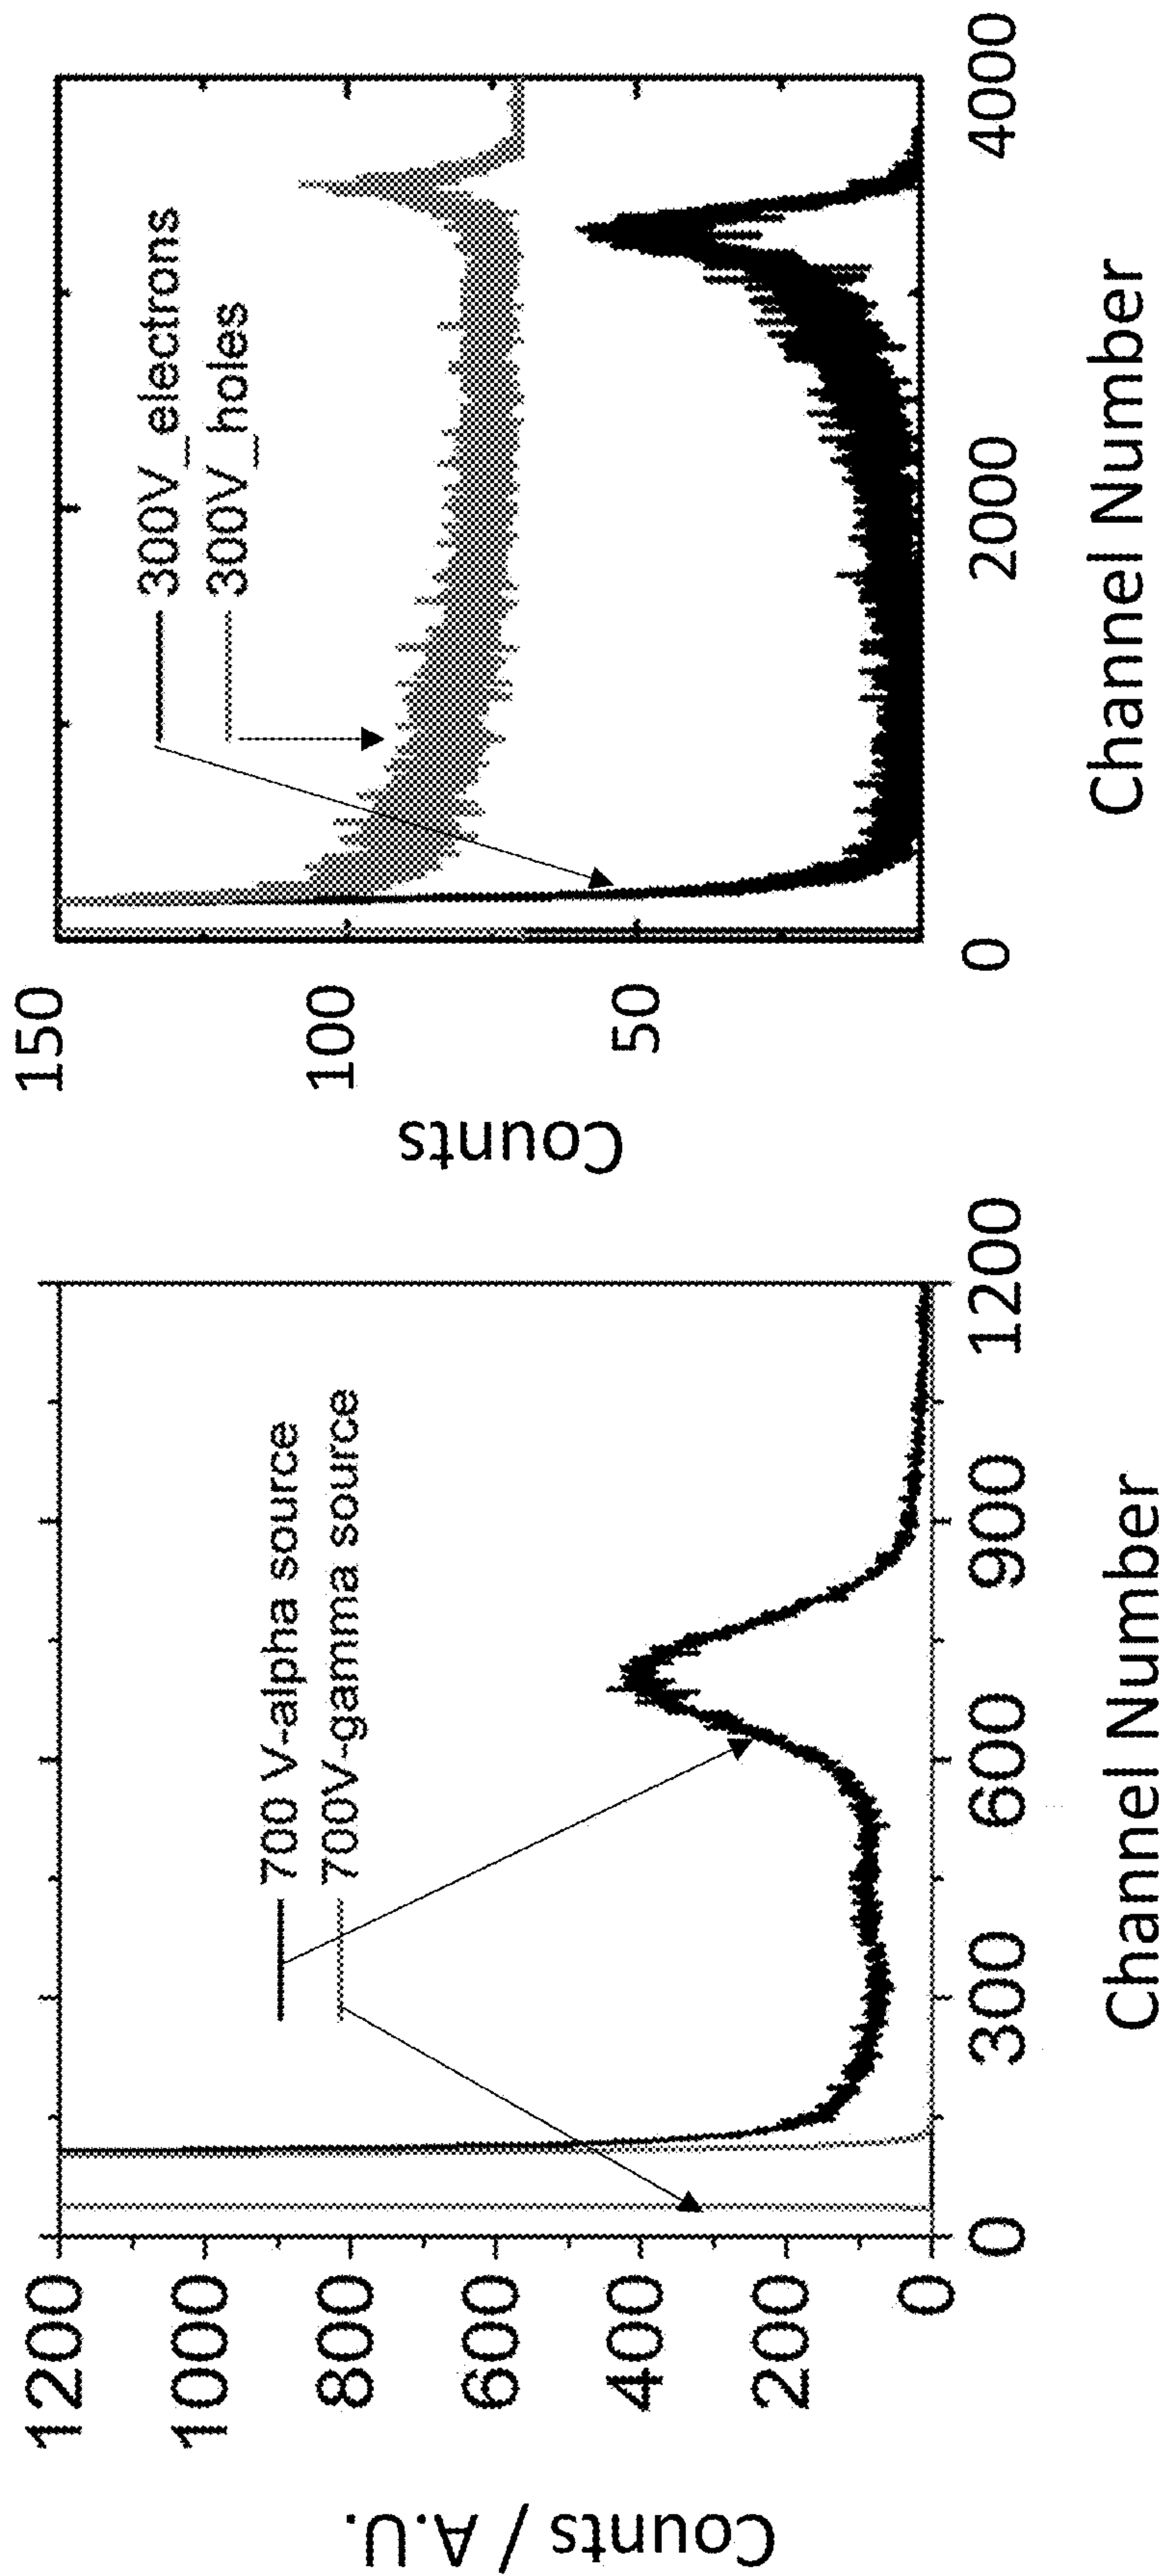 Counts / A.U.
1200
1000
800
600
400
200
0
700 V-alpha source
700V-gamma source
0
300
600
900
1200
Channel Number
Counts
150
100
50
300V_electrons
300V_holes
0
2000
4000
Channel Number